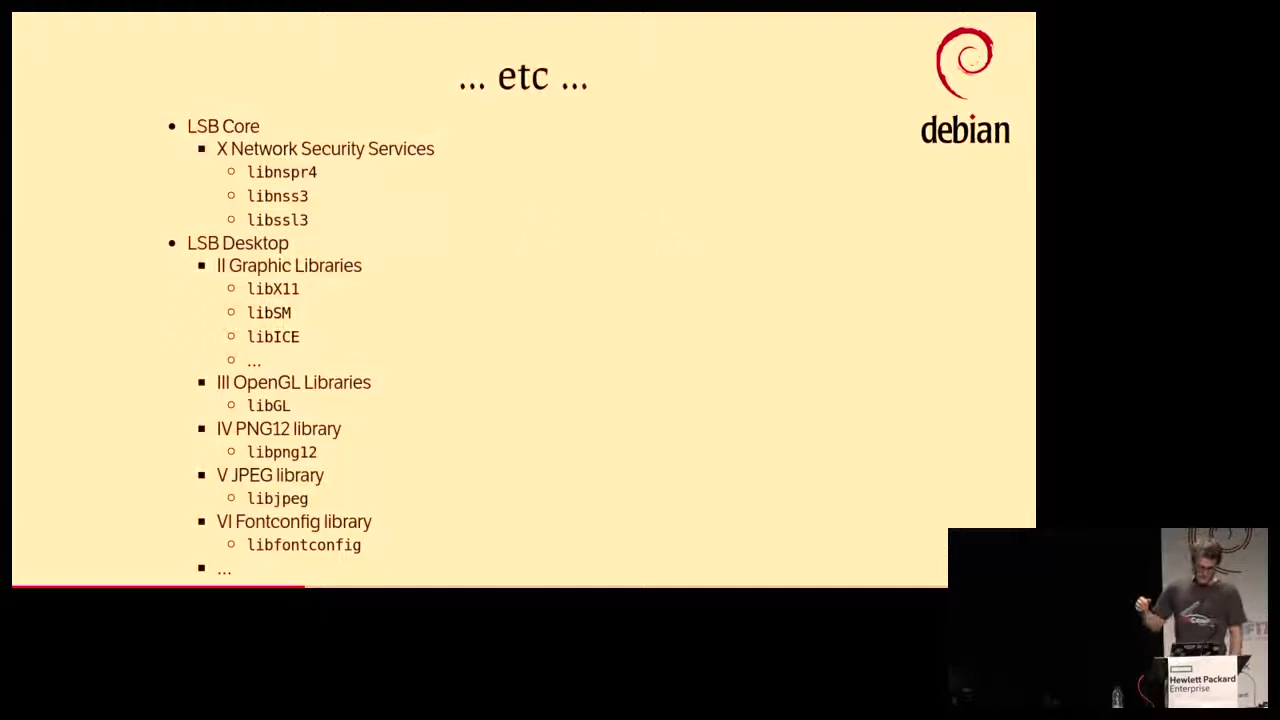 ... etc ...
debian
LSB Core
X Network Security Services
libnspr4
libnss3
libssl3
LSB Desktop
II Graphic Libraries
libX11
libSM
libICE
...
III OpenGL Libraries
libGL
IV PNG12 library
libpng12
V JPEG library
libjpeg
VI Fontconfig library
libfontconfig
...
Hewlett Packard
Enterprise